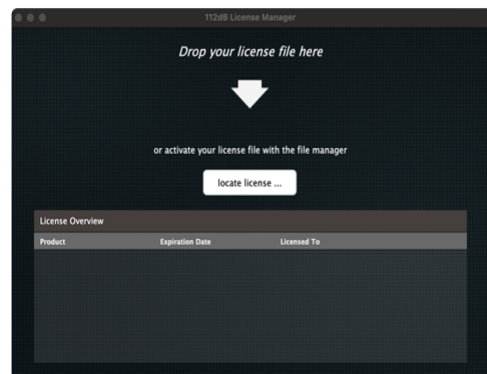 112dB License Manager
Drop your license file here
or activate your license file with the file manager
locate license ...
License Overview
Product Expiration Date Licensed To